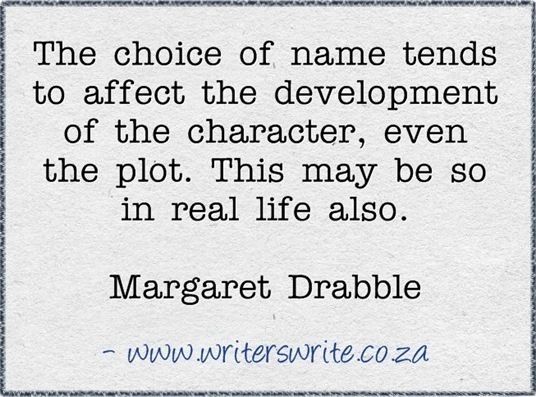 The choice of name tends
to affect the development
of the character, even
the plot. This may be so
in real life also.
Margaret Drabble
- www.writerswrite.co.za